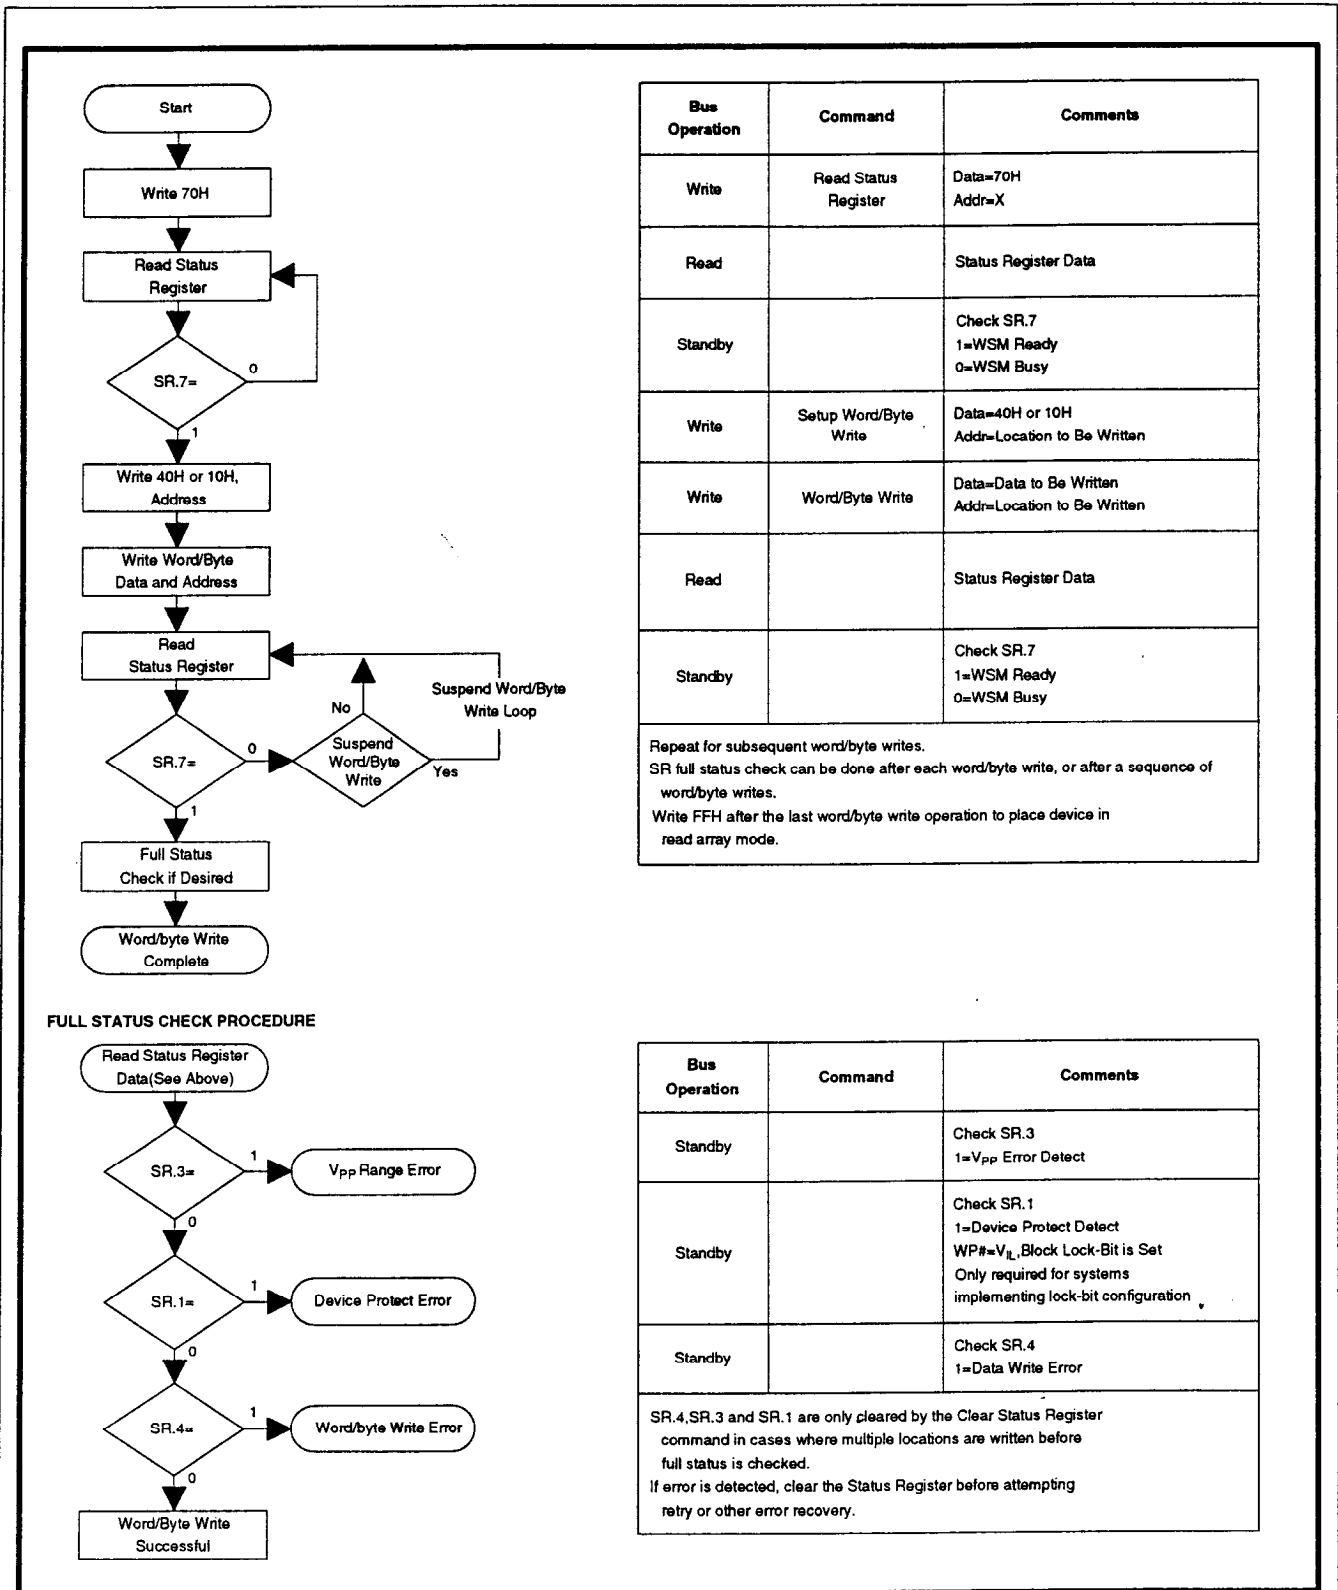 Start
Write 70H
Read Status
Register
SR.7=
0
1
Write 40H or 10H,
Address
Write Word/Byte
Data and Address
Read
Status Register
SR.7=
0
1
Suspend
Word/Byte
Write
No
Yes
Suspend Word/Byte
Write Loop
Full Status
Check if Desired
Word/byte Write
Complete
Bus
Operation
Command
Comments
Write
Read Status
Register
Data=70H
Addr=X
Read
Status Register Data
Standby
Check SR.7
1=WSM Ready
0=WSM Busy
Write
Setup Word/Byte
Write
Data=40H or 10H
Addr=Location to Be Written
Write
Word/Byte Write
Data=Data to Be Written
Addr=Location to Be Written
Read
Status Register Data
Standby
Check SR.7
1=WSM Ready
0=WSM Busy
Repeat for subsequent word/byte writes.
SR full status check can be done after each word/byte write, or after a sequence of
word/byte writes.
Write FFH after the last word/byte write operation to place device in
read array mode.
FULL STATUS CHECK PROCEDURE
Read Status Register
Data(See Above)
SR.3=
1
VPP Range Error
0
SR.1=
1
Device Protect Error
0
SR.4=
1
Word/byte Write Error
0
Word/Byte Write
Successful
Bus
Operation
Command
Comments
Standby
Check SR.3
1=VPP Error Detect
Standby
Check SR.1
1=Device Protect Detect
WP#=VIL,Block Lock-Bit is Set
Only required for systems
implementing lock-bit configuration
Standby
Check SR.4
1=Data Write Error
SR.4,SR.3 and SR.1 are only cleared by the Clear Status Register
command in cases where multiple locations are written before
full status is checked.
If error is detected, clear the Status Register before attempting
retry or other error recovery.